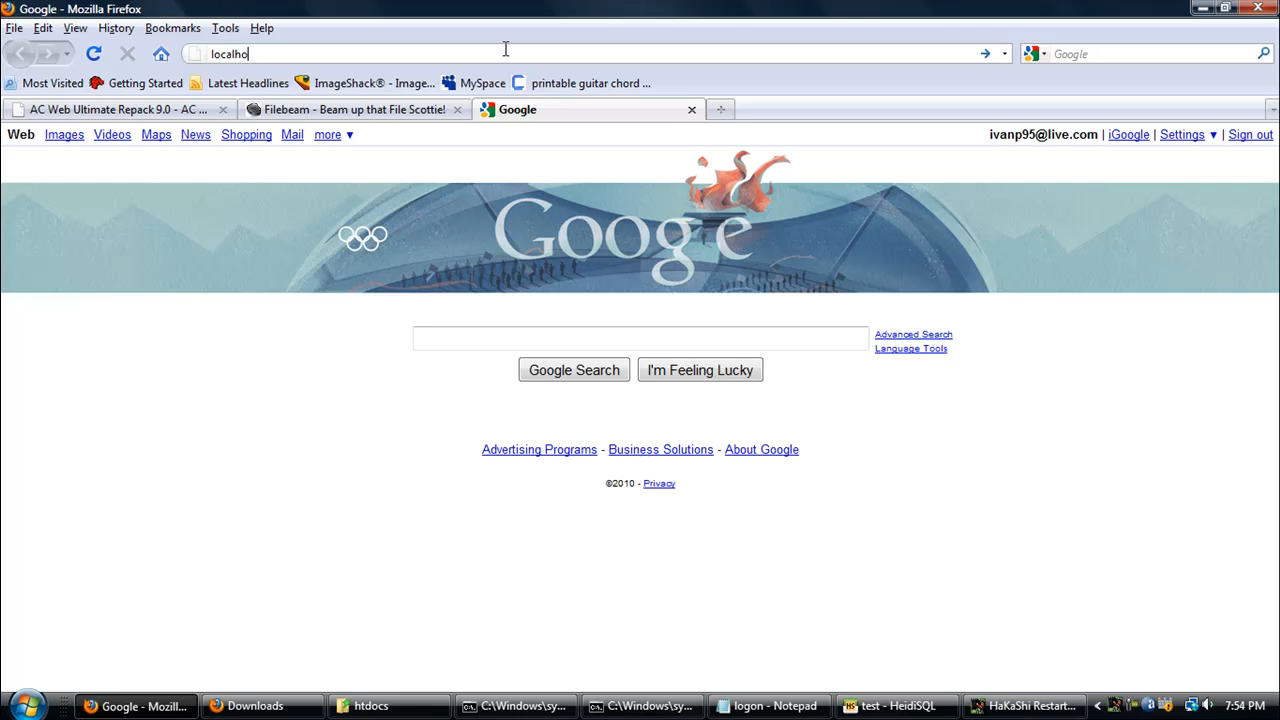 Google - Mozilla Firefox
File Edit View History Bookmarks Tools Help
localho
Google
Most Visited Getting Started Latest Headlines ImageShack® - Image... MySpace printable guitar chord ...
AC Web Ultimate Repack 9.0 - AC ... Filebeam - Beam up that File Scottie! Google
Web Images Videos Maps News Shopping Mail more ▼ ivanp95@live.com | iGoogle | Settings ▼ | Sign out
Google
Advanced Search
Language Tools
Google Search I'm Feeling Lucky
Advertising Programs - Business Solutions - About Google
©2010 - Privacy
Google - Mozill... Downloads htdocs C:\Windows\sy... C:\Windows\sy... logon - Notepad test - HeidiSQL HaKaShi Restart... 7:54 PM